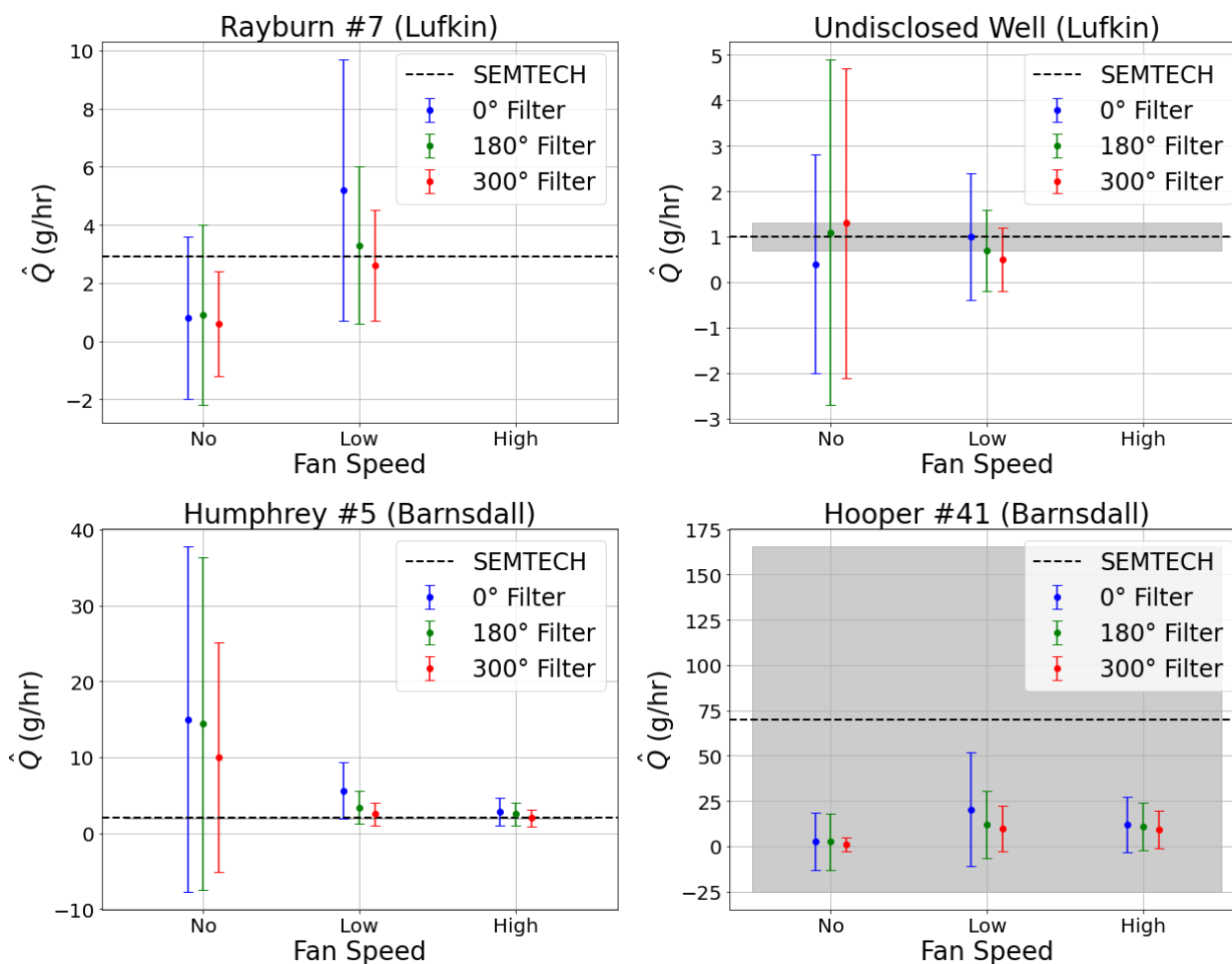 Rayburn #7 (Lufkin)
10
8
6
4
2
0
−2
Q̂ (g/hr)
No
Low
High
Fan Speed
SEMTECH
0° Filter
180° Filter
300° Filter
Undisclosed Well (Lufkin)
5
4
3
2
1
0
−1
−2
−3
Q̂ (g/hr)
No
Low
High
Fan Speed
SEMTECH
0° Filter
180° Filter
300° Filter
Humphrey #5 (Barnsdall)
40
30
20
10
0
−10
Q̂ (g/hr)
No
Low
High
Fan Speed
SEMTECH
0° Filter
180° Filter
300° Filter
Hooper #41 (Barnsdall)
175
150
125
100
75
50
25
0
−25
Q̂ (g/hr)
No
Low
High
Fan Speed
SEMTECH
0° Filter
180° Filter
300° Filter